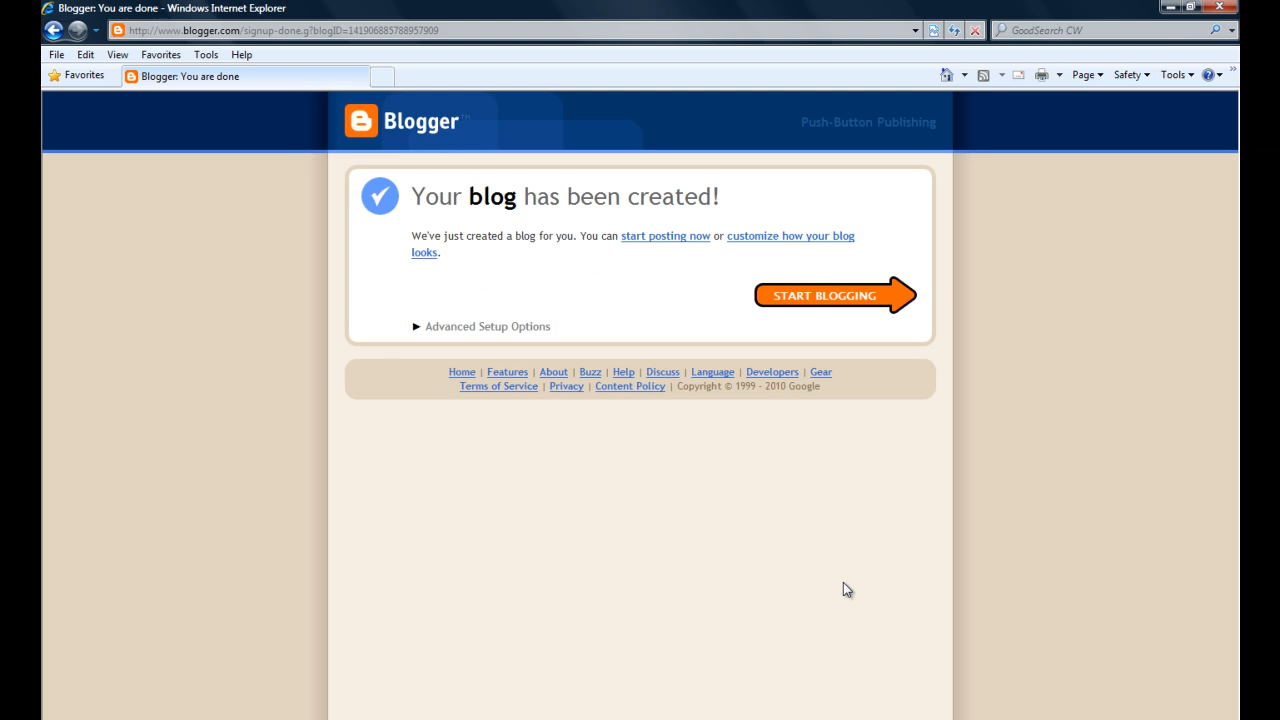 Blogger: You are done - Windows Internet Explorer
http://www.blogger.com/signup-done.g?blogID=141906885788957909
GoodSearch CW
File Edit View Favorites Tools Help
Favorites Blogger: You are done Page Safety Tools
Blogger™ Push-Button Publishing
Your blog has been created!
We've just created a blog for you. You can start posting now or customize how your blog
looks.
START BLOGGING
► Advanced Setup Options
Home | Features | About | Buzz | Help | Discuss | Language | Developers | Gear
Terms of Service | Privacy | Content Policy | Copyright © 1999 - 2010 Google